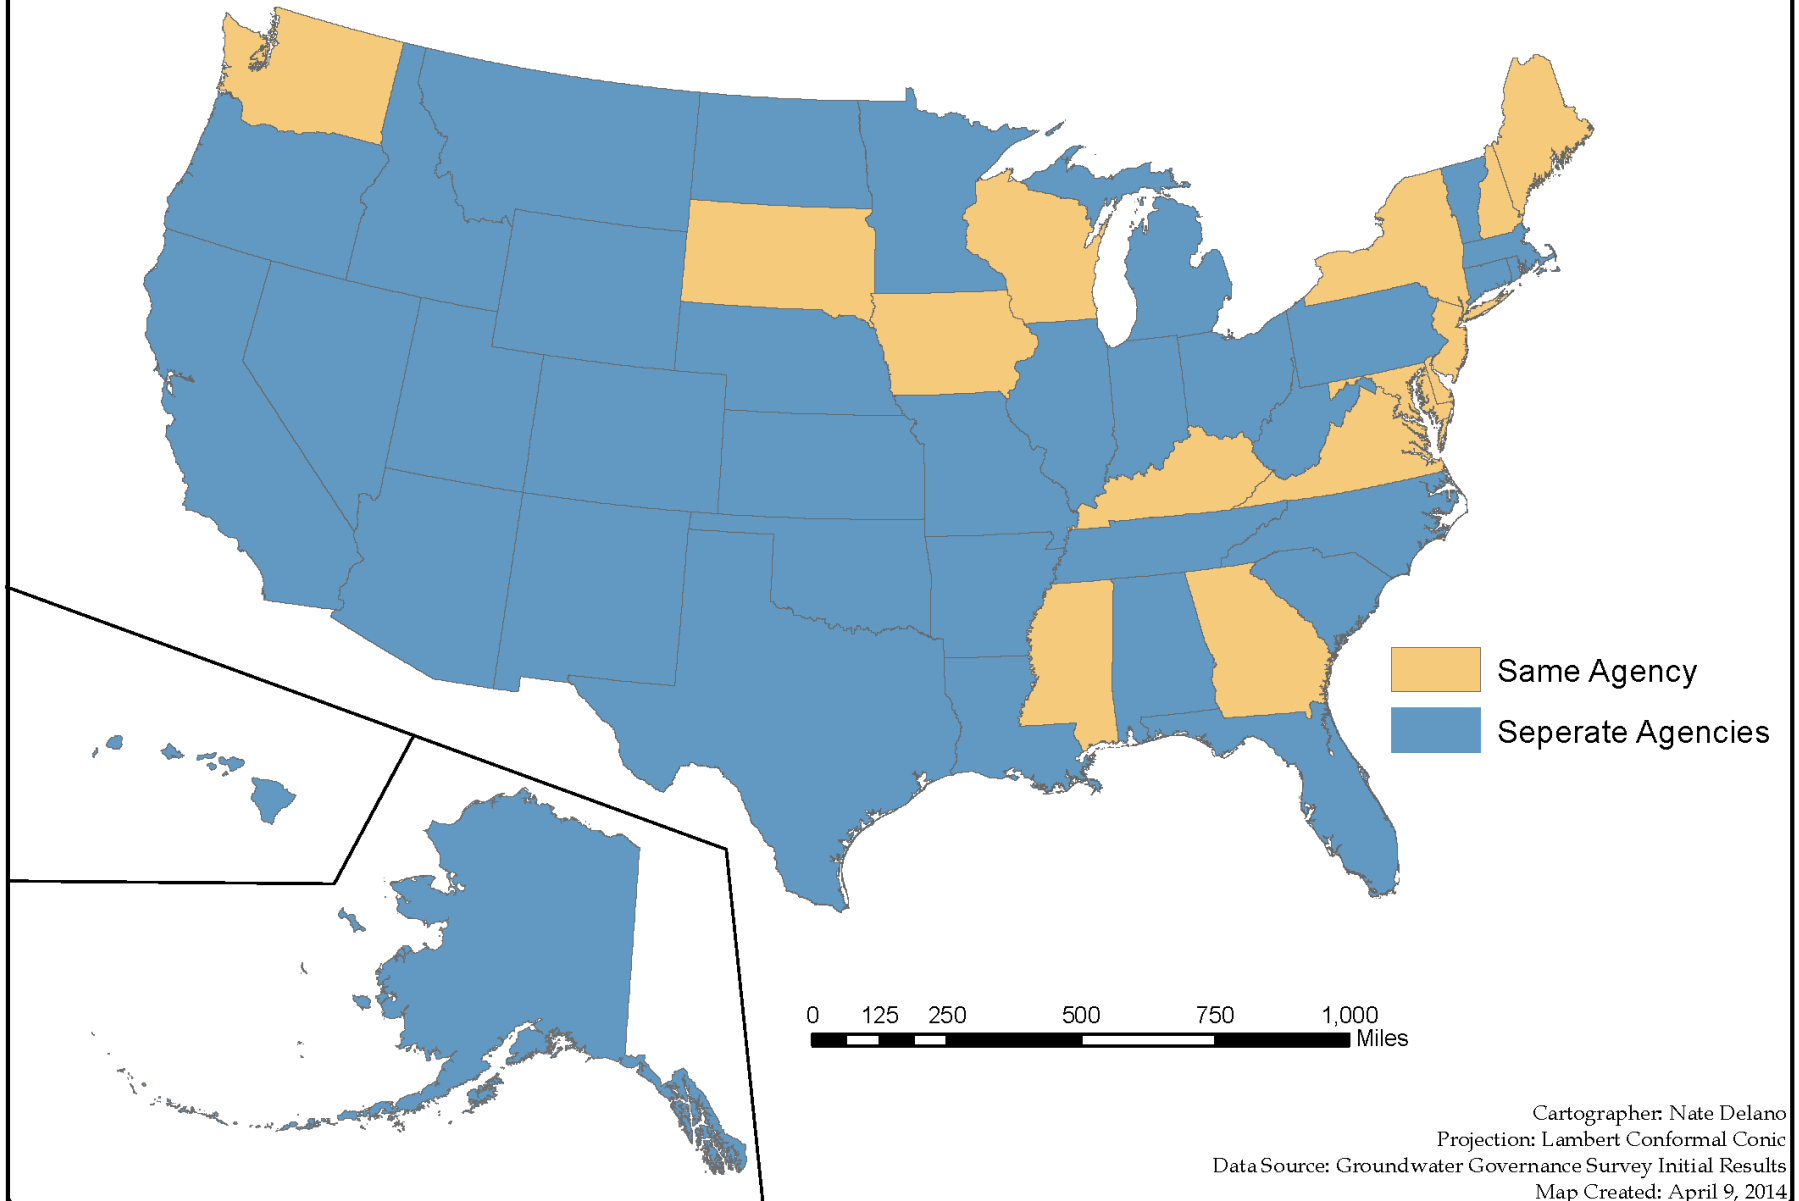 Same Agency
Seperate Agencies
0 125 250 500 750 1,000
Miles
Cartographer: Nate Delano
Projection: Lambert Conformal Conic
Data Source: Groundwater Governance Survey Initial Results
Map Created: April 9, 2014